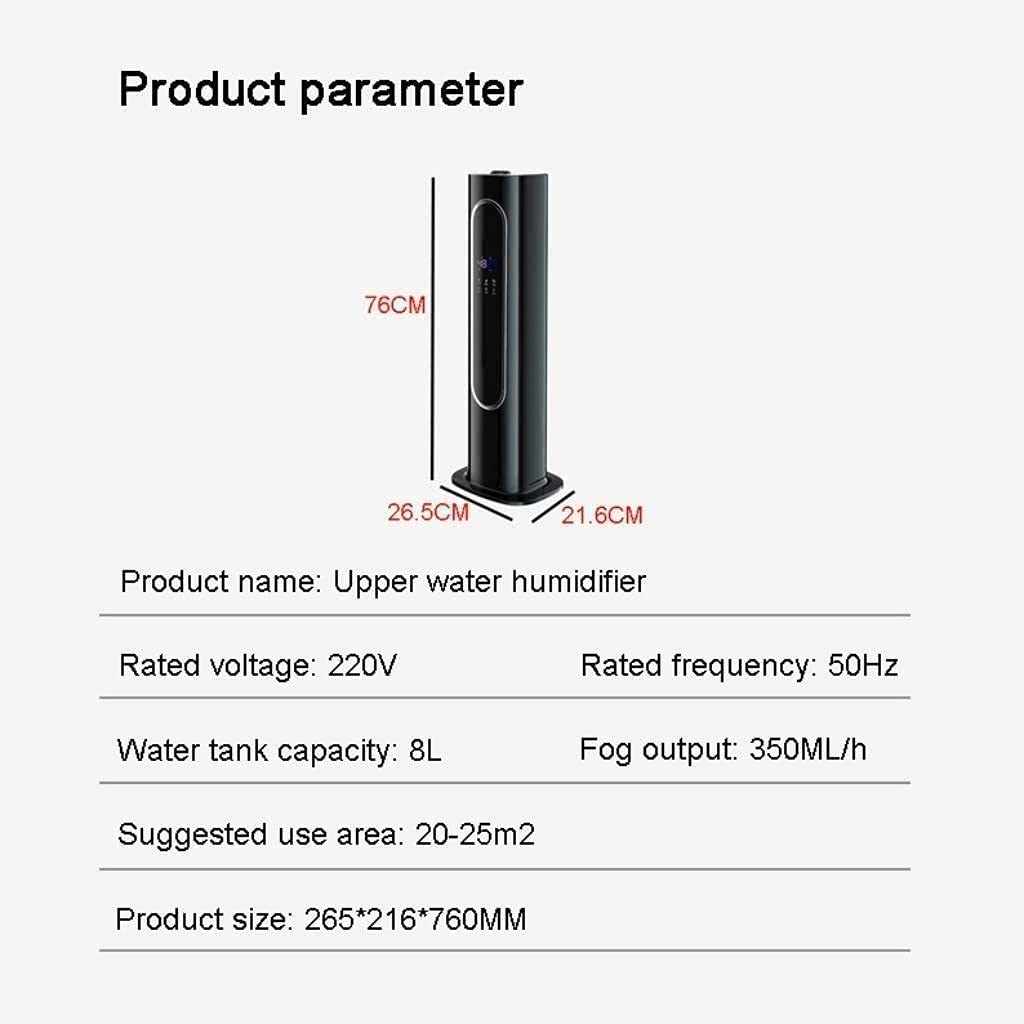 Product parameter
76CM
26.5CM
21.6CM
Product name: Upper water humidifier
Rated voltage: 220V
Rated frequency: 50Hz
Water tank capacity: 8L
Fog output: 350ML/h
Suggested use area: 20-25m2
Product size: 265*216*760MM